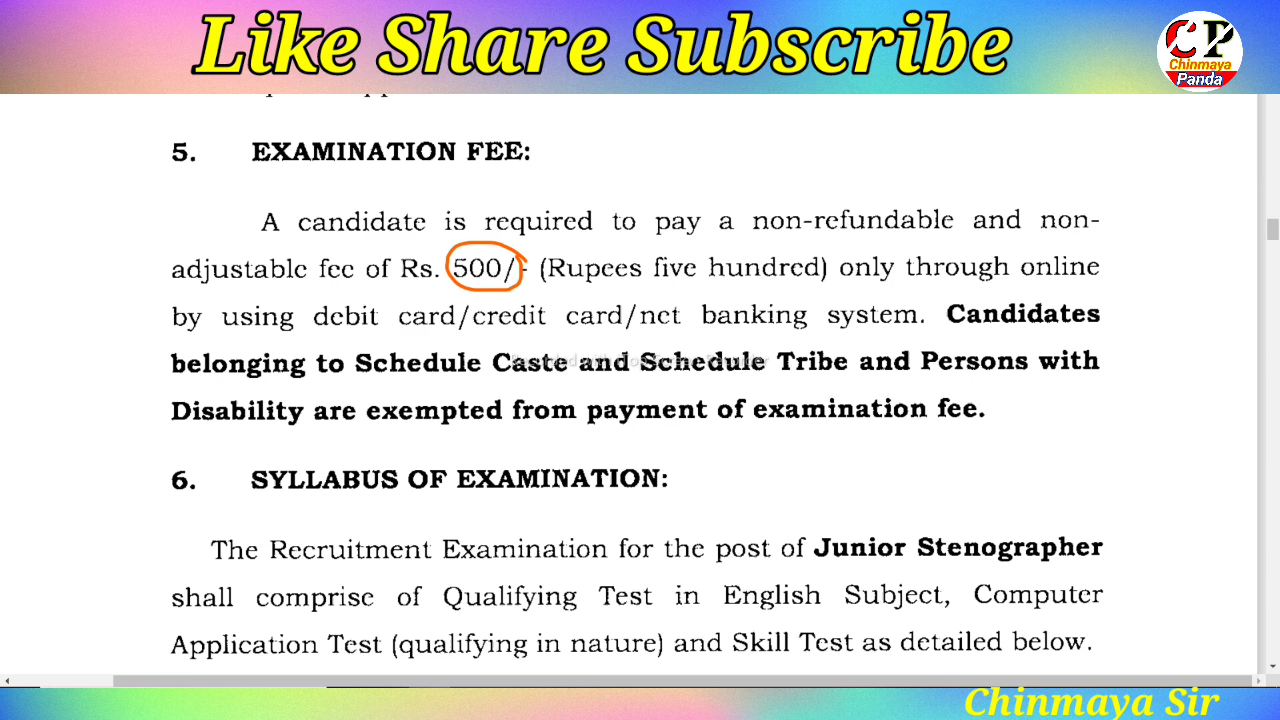 Like Share Subscribe
CP
Chinmaya
Panda
5. EXAMINATION FEE:
A candidate is required to pay a non-refundable and non-
adjustable fee of Rs. 500/- (Rupees five hundred) only through online
by using debit card/credit card/net banking system. Candidates
belonging to Schedule Caste and Schedule Tribe and Persons with
Disability are exempted from payment of examination fee.
6. SYLLABUS OF EXAMINATION:
The Recruitment Examination for the post of Junior Stenographer
shall comprise of Qualifying Test in English Subject, Computer
Application Test (qualifying in nature) and Skill Test as detailed below.
Chinmaya Sir